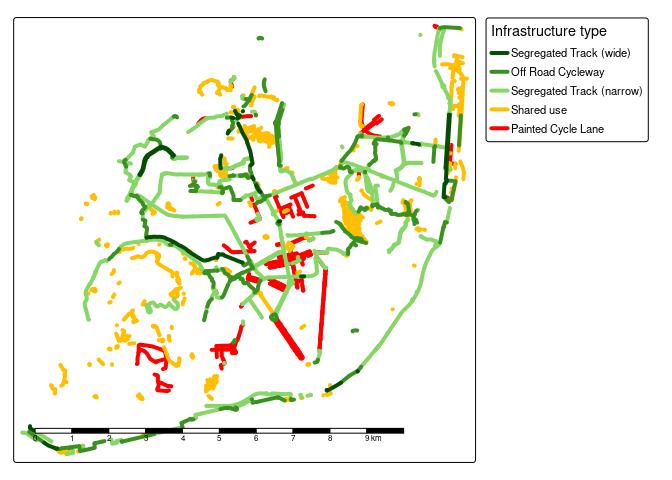 Infrastructure type
Segregated Track (wide)
Off Road Cycleway
Segregated Track (narrow)
Shared use
Painted Cycle Lane
0 1 2 3 4 5 6 7 8 9 km